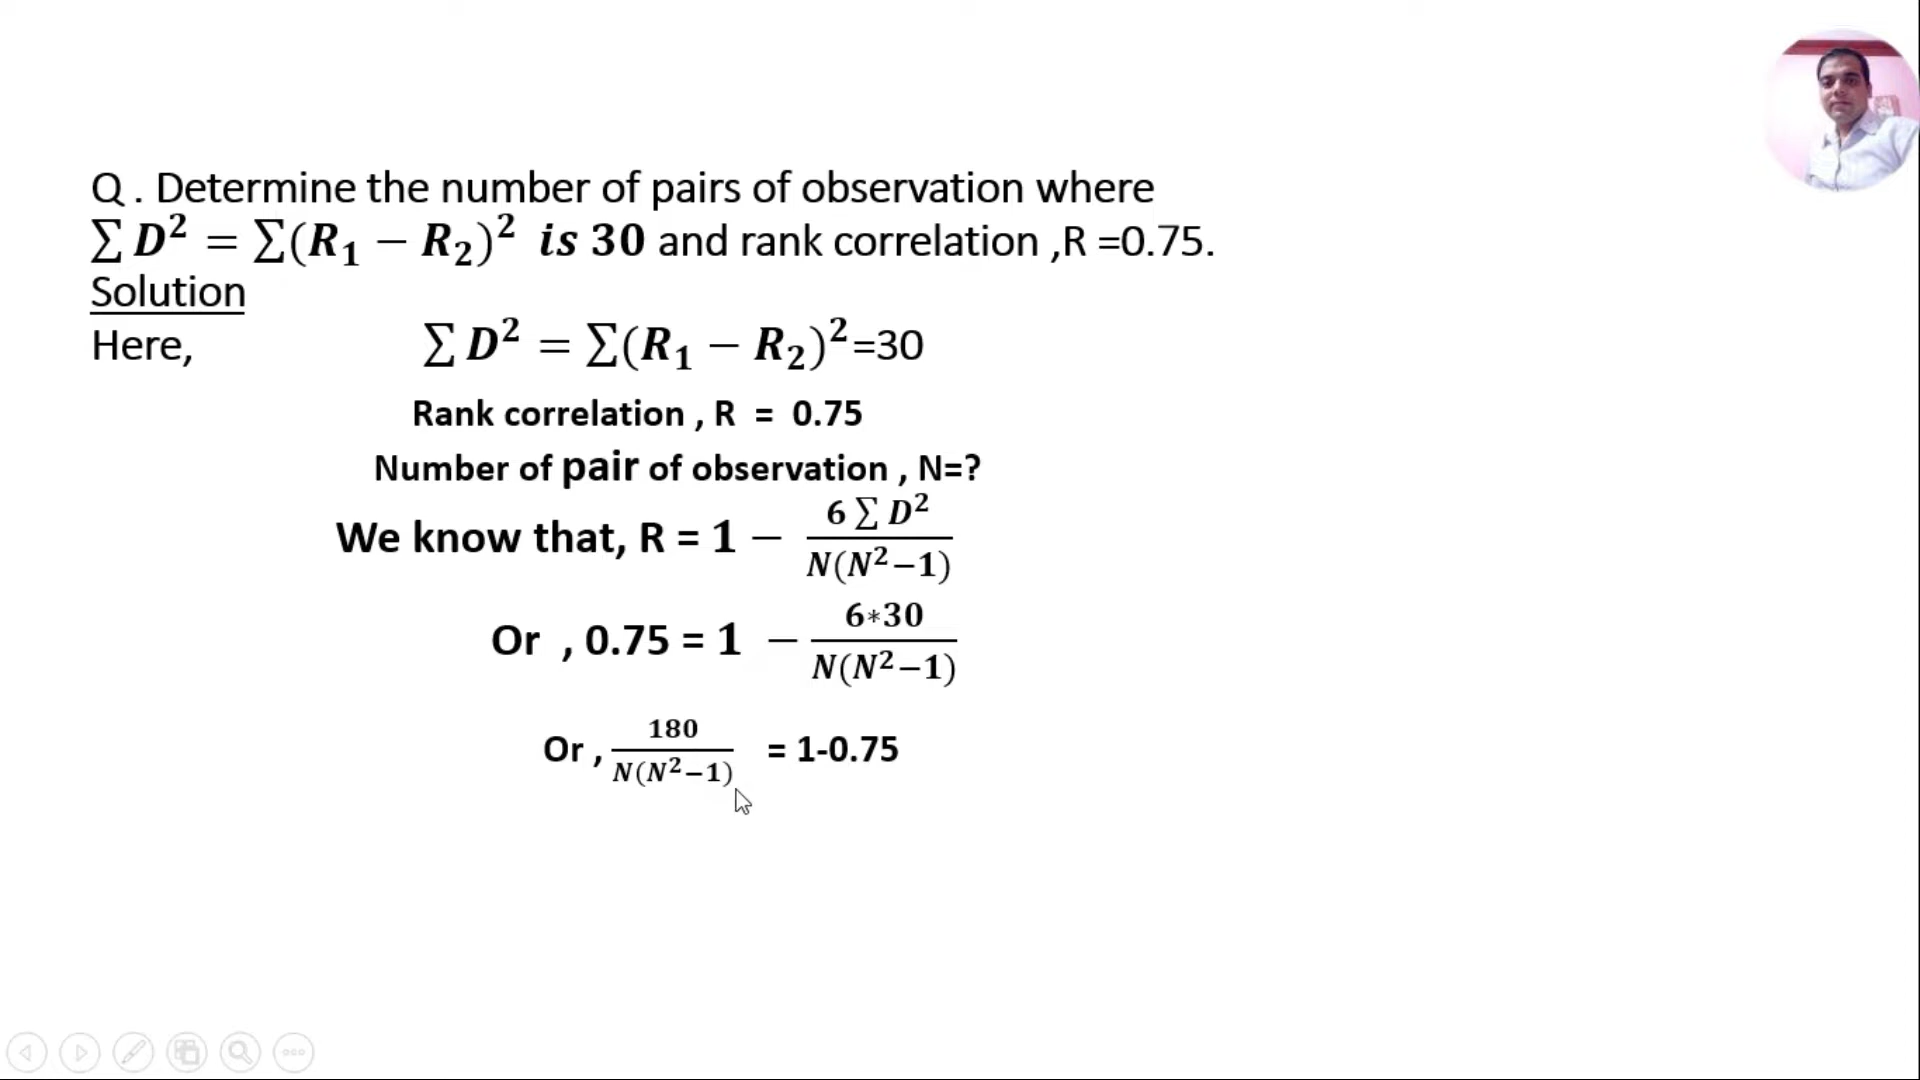 Q . Determine the number of pairs of observation where
∑ D² = ∑(R₁ − R₂)² is 30 and rank correlation ,R =0.75.
Solution
Here, ∑ D² = ∑(R₁ − R₂)²=30
Rank correlation , R = 0.75
Number of pair of observation , N=?
We know that, R = 1 − 6 ∑ D² / N(N²−1)
Or , 0.75 = 1 − 6*30 / N(N²−1)
Or , 180 / N(N²−1) = 1-0.75